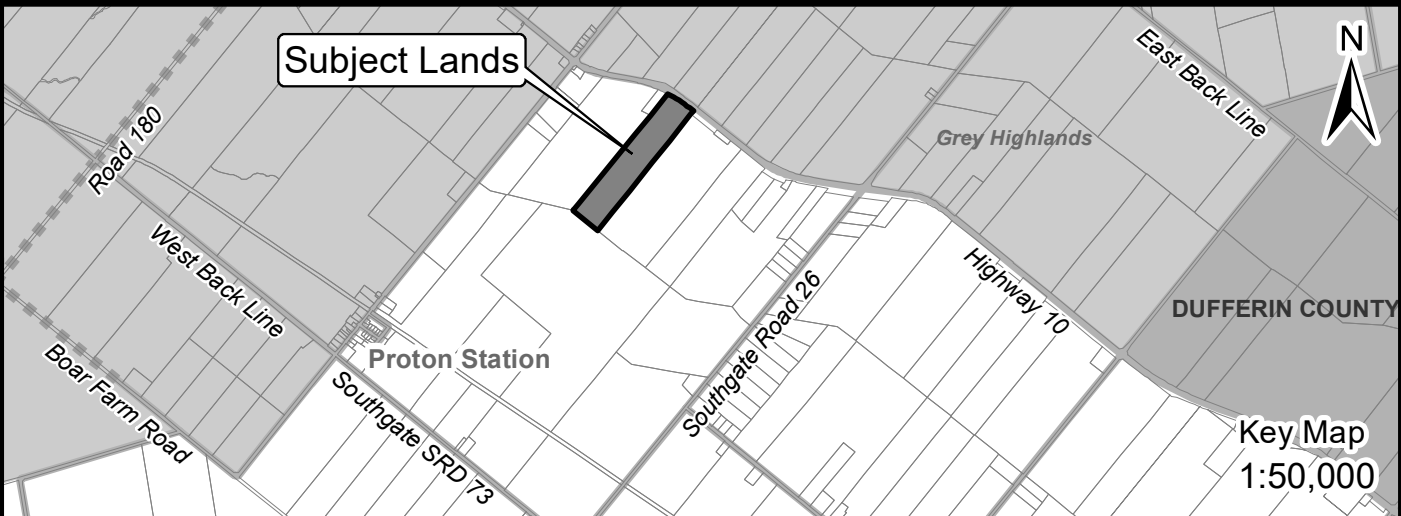 Subject Lands
N
East Back Line
Grey Highlands
Road 180
West Back Line
Highway 10
DUFFERIN COUNTY
Southgate Road 26
Proton Station
Boar Farm Road
Southgate SRD 73
Key Map
1:50,000